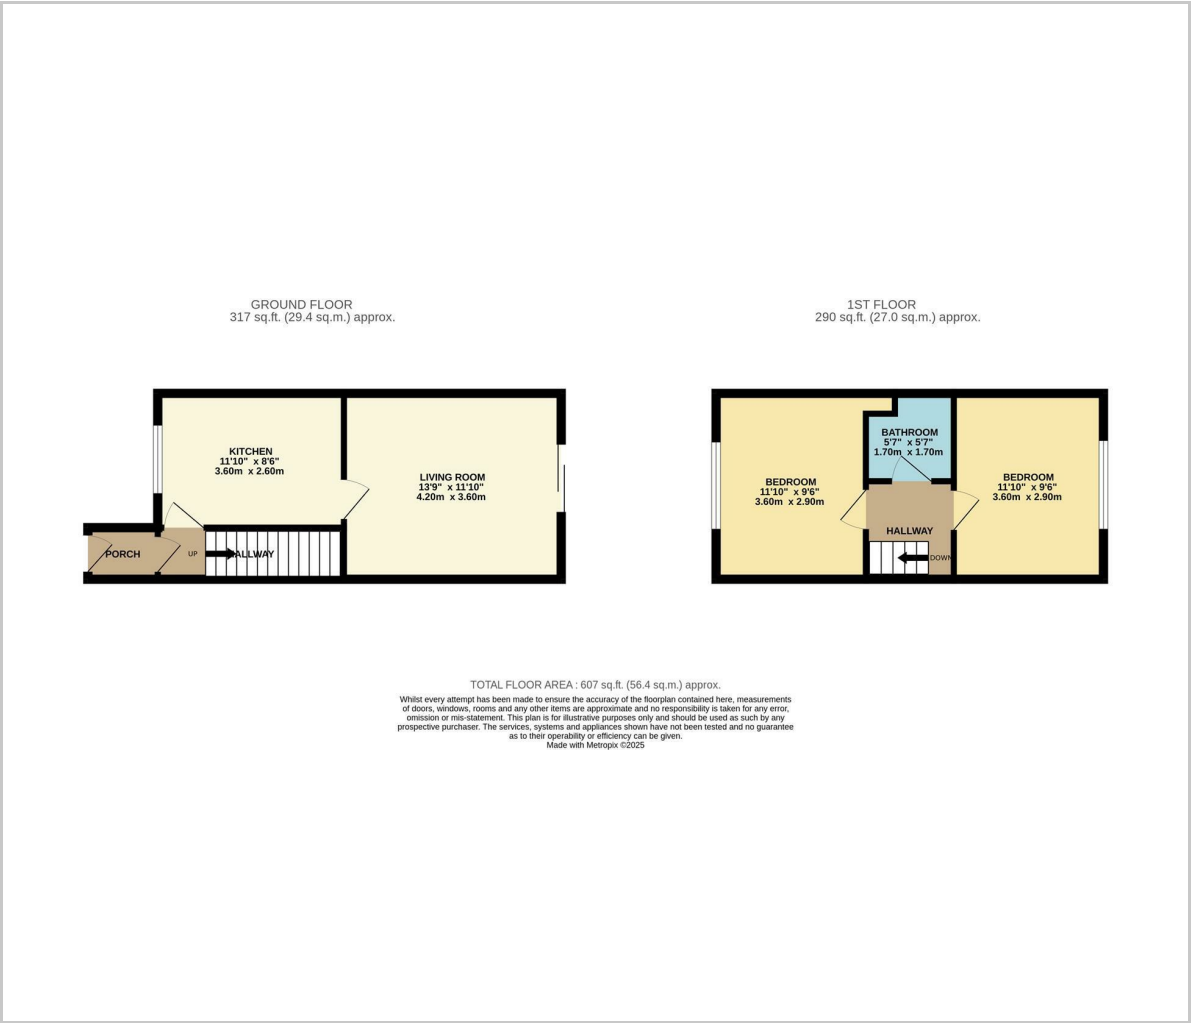 GROUND FLOOR
317 sq.ft. (29.4 sq.m.) approx.
1ST FLOOR
290 sq.ft. (27.0 sq.m.) approx.
KITCHEN
11'10"  x 8'6"
3.60m  x 2.60m
LIVING ROOM
13'9"  x 11'10"
4.20m  x 3.60m
PORCH
UP
HALLWAY
BEDROOM
11'10"  x 9'6"
3.60m  x 2.90m
BATHROOM
5'7"  x 5'7"
1.70m  x 1.70m
BEDROOM
11'10"  x 9'6"
3.60m  x 2.90m
HALLWAY
DOWN
TOTAL FLOOR AREA : 607 sq.ft. (56.4 sq.m.) approx.
Whilst every attempt has been made to ensure the accuracy of the floorplan contained here, measurements
of doors, windows, rooms and any other items are approximate and no responsibility is taken for any error,
omission or mis-statement. This plan is for illustrative purposes only and should be used as such by any
prospective purchaser. The services, systems and appliances shown have not been tested and no guarantee
as to their operability or efficiency can be given.
Made with Metropix ©2025